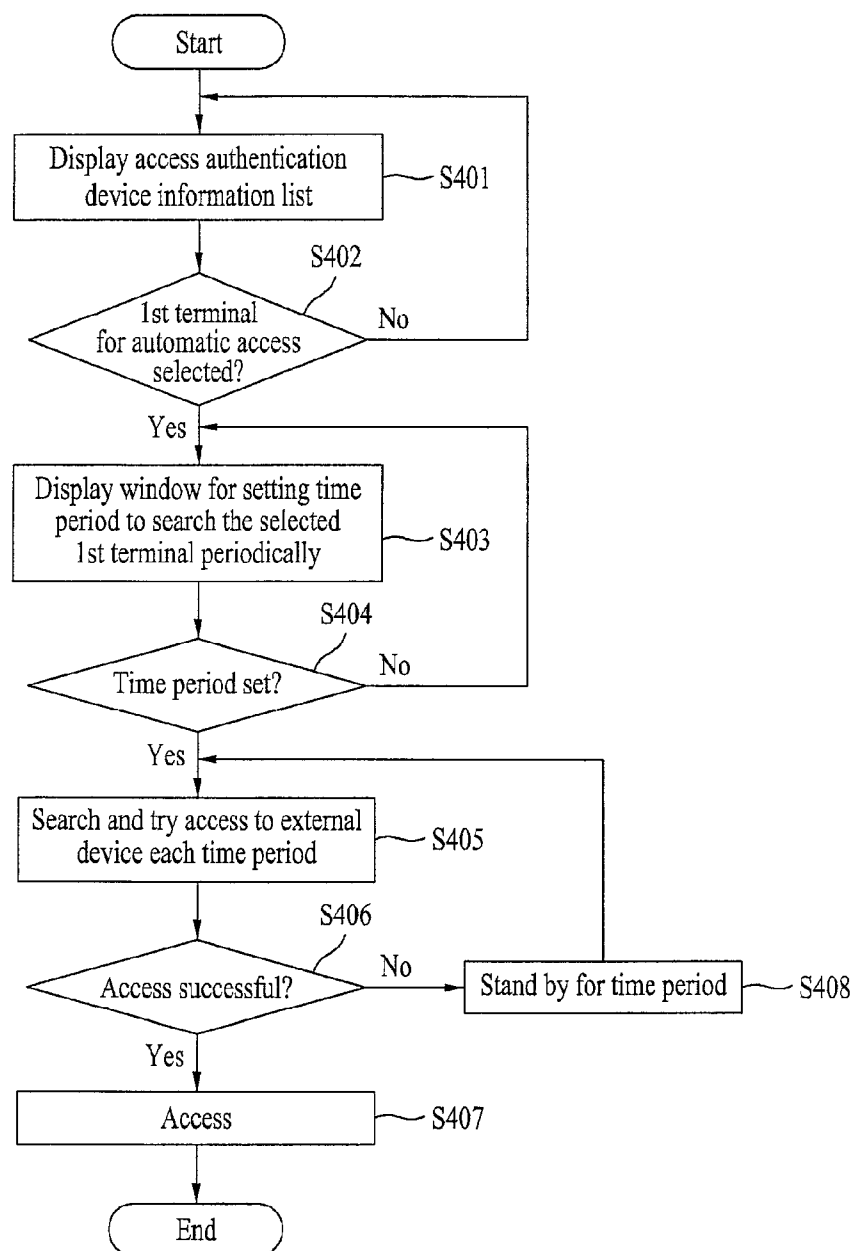 Start
Display access authentication
device information list
S401
S402
1st terminal
for automatic access
selected?
No
Yes
Display window for setting time
period to search the selected
1st terminal periodically
S403
S404
Time period set?
No
Yes
Search and try access to external
device each time period
S405
S406
Access successful?
No
Stand by for time period
S408
Yes
Access
S407
End